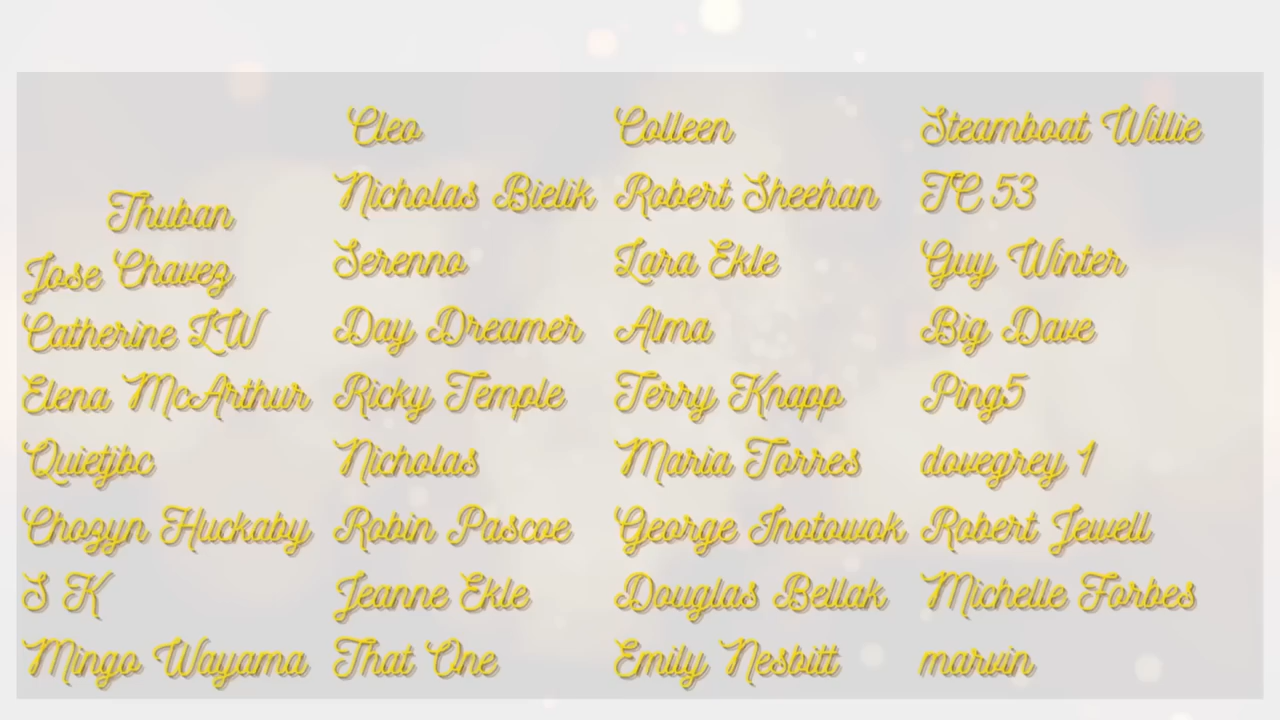 Thuban
Jose Chavez
Catherine LW
Elena McArthur
Quietjbc
Chozyn Huckaby
S K
Mingo Wayama
Cleo
Nicholas Bielik
Serenno
Day Dreamer
Ricky Temple
Nicholas
Robin Pascoe
Jeanne Ekle
That One
Colleen
Robert Sheehan
Lara Ekle
Alma
Terry Knapp
Maria Torres
George Inotowok
Douglas Bellak
Emily Nesbitt
Steamboat Willie
TC 53
Guy Winter
Big Dave
Ping5
dovegrey 1
Robert Jewell
Michelle Forbes
marvin